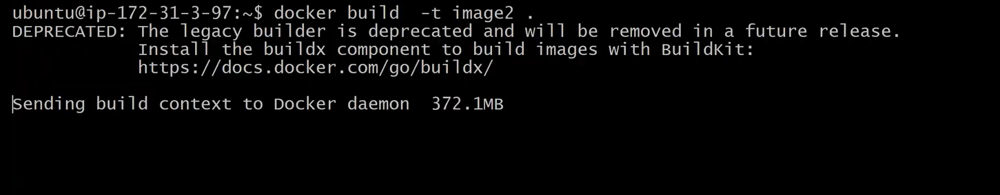 ubuntu@ip-172-31-3-97:~$ docker build  -t image2 .
DEPRECATED: The legacy builder is deprecated and will be removed in a future release.
            Install the buildx component to build images with BuildKit:
            https://docs.docker.com/go/buildx/
Sending build context to Docker daemon  372.1MB